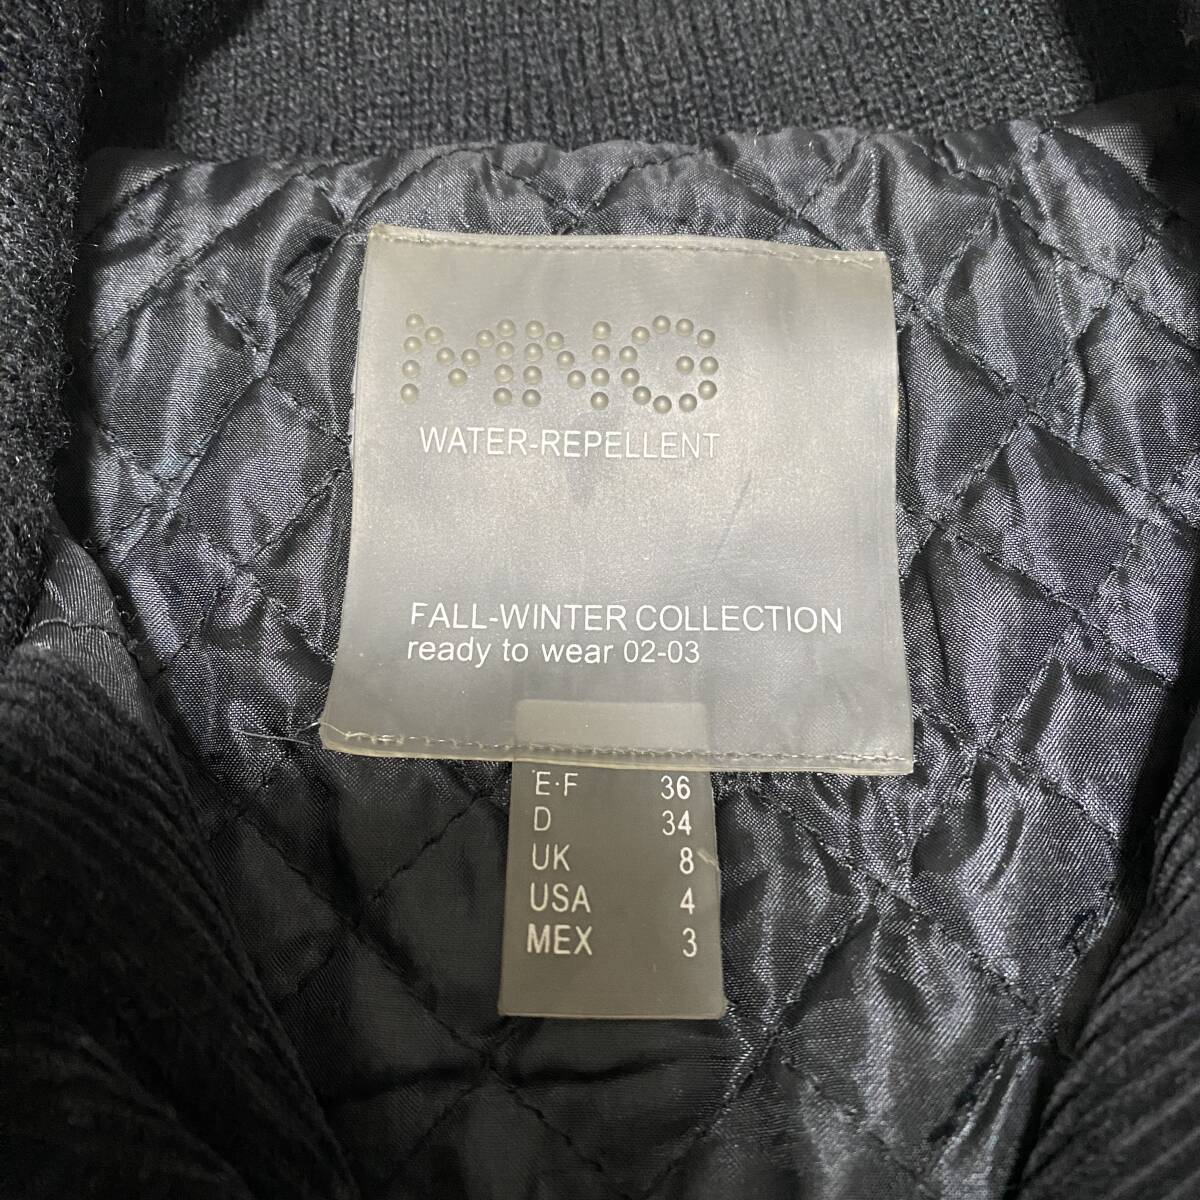 MNG
WATER-REPELLENT
FALL-WINTER COLLECTION
ready to wear 02-03
E·F 36
D 34
UK 8
USA 4
MEX 3